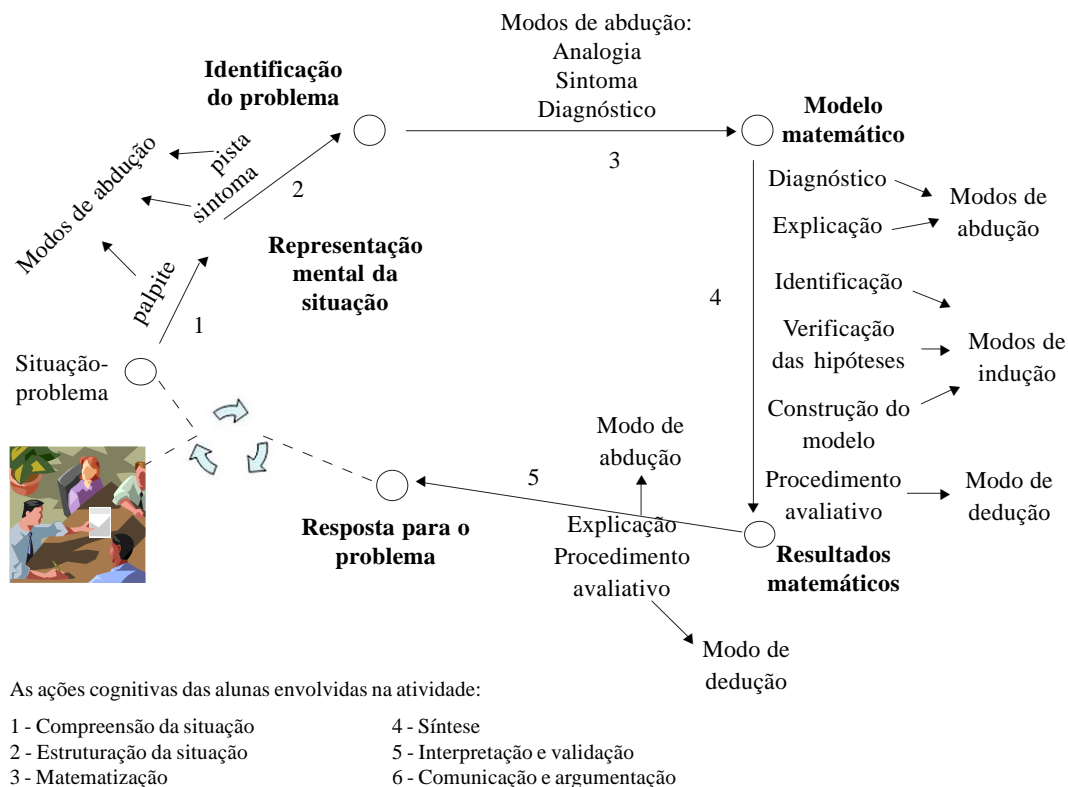 Modos de abdução:
Analogia
Sintoma
Diagnóstico
Identificação
do problema
Modelo
matemático
3
pista
sintoma
Modos de abdução
2
palpite
1
Representação
mental da
situação
Situação-
problema
4
Diagnóstico
Explicação
Modos de
abdução
Identificação
Verificação
das hipóteses
Construção do
modelo
Modos de
indução
Procedimento
avaliativo
Modo de
dedução
Modo de
abdução
5
Explicação
Procedimento
avaliativo
Resposta para o
problema
Resultados
matemáticos
Modo de
dedução
As ações cognitivas das alunas envolvidas na atividade:
1 - Compreensão da situação
2 - Estruturação da situação
3 - Matematização
4 - Síntese
5 - Interpretação e validação
6 - Comunicação e argumentação